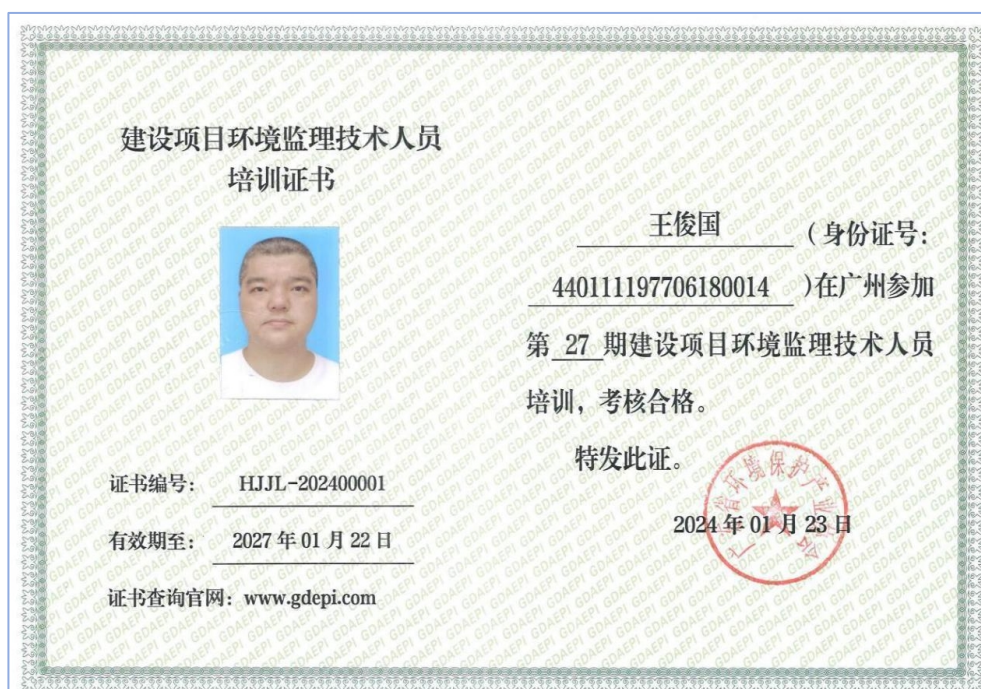 建设项目环境监理技术人员
培训证书
王俊国 (身份证号:
440111197706180014 )在广州参加
第 27 期建设项目环境监理技术人员
培训，考核合格。
特发此证。
证书编号： HJJL-202400001
有效期至： 2027 年 01 月 22 日
证书查询官网：www.gdepi.com
2024 年 01 月 23 日